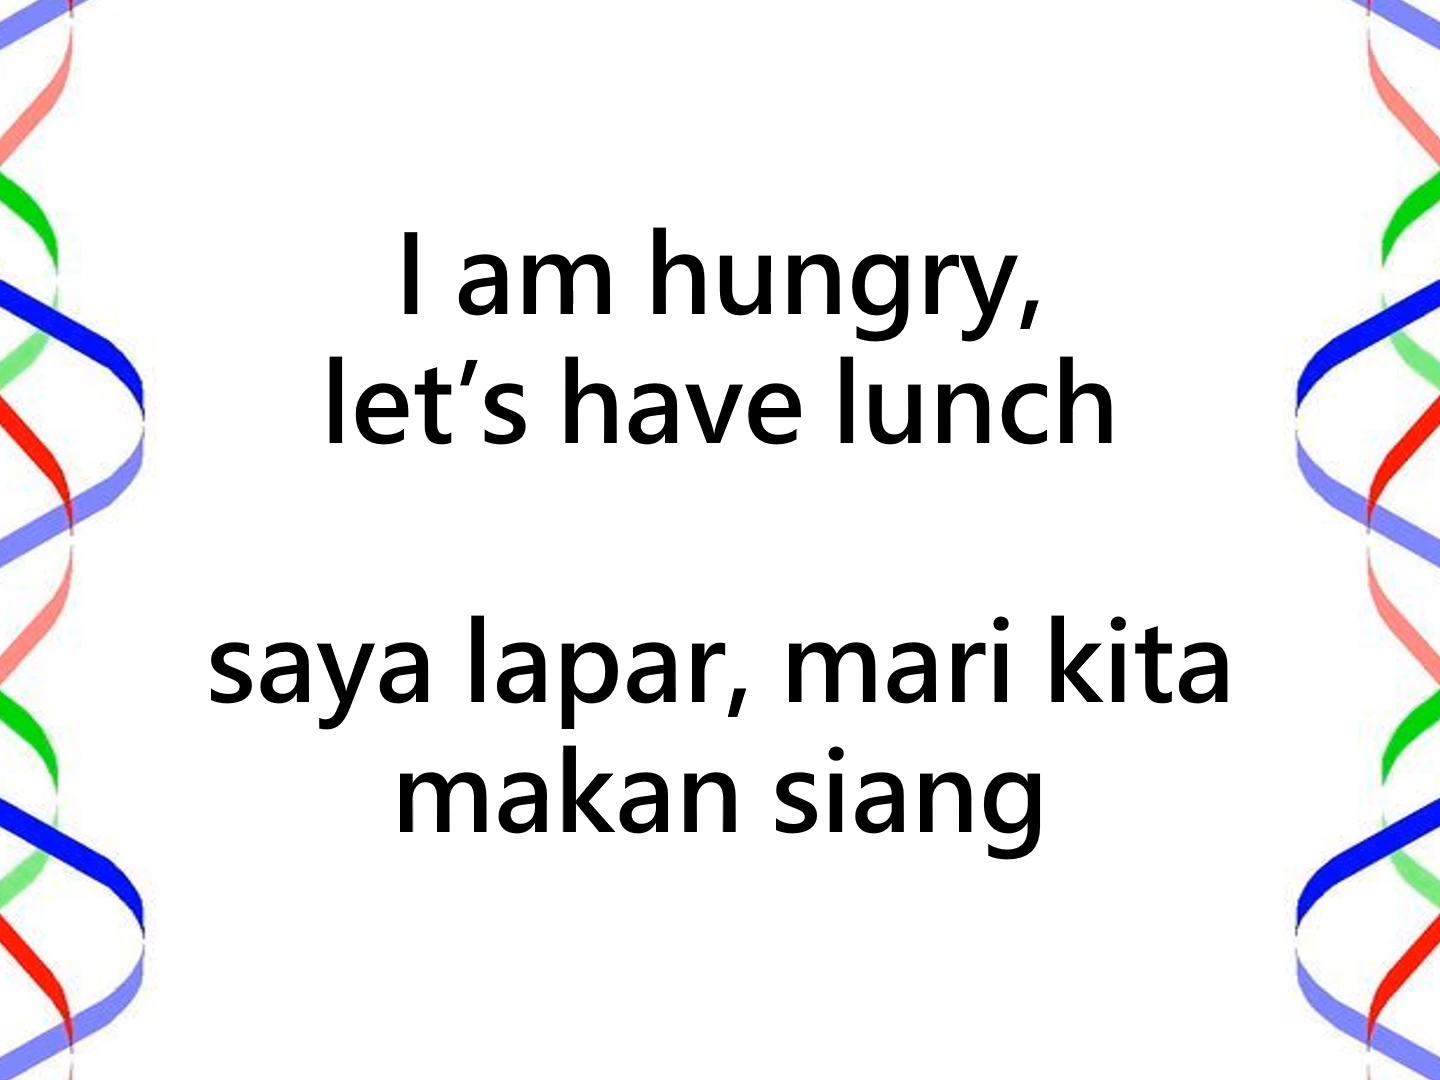 I am hungry,
let’s have lunch
saya lapar, mari kita
makan siang